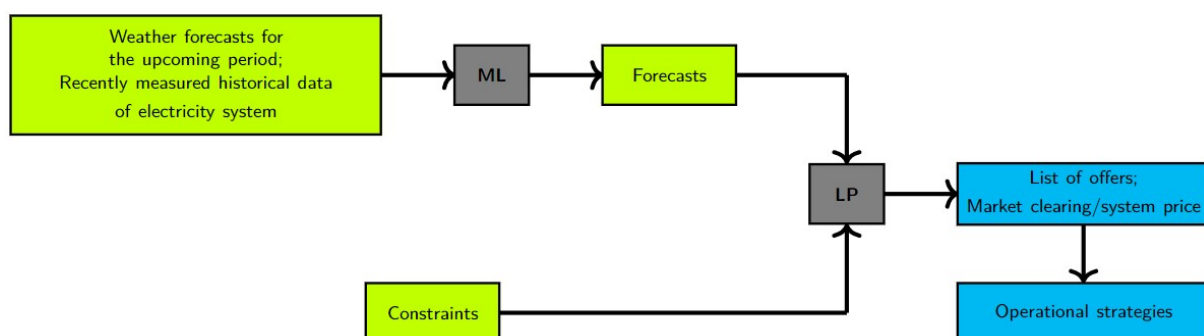 Weather forecasts for
the upcoming period;
Recently measured historical data
of electricity system
ML
Forecasts
LP
List of offers;
Market clearing/system price
Constraints
Operational strategies